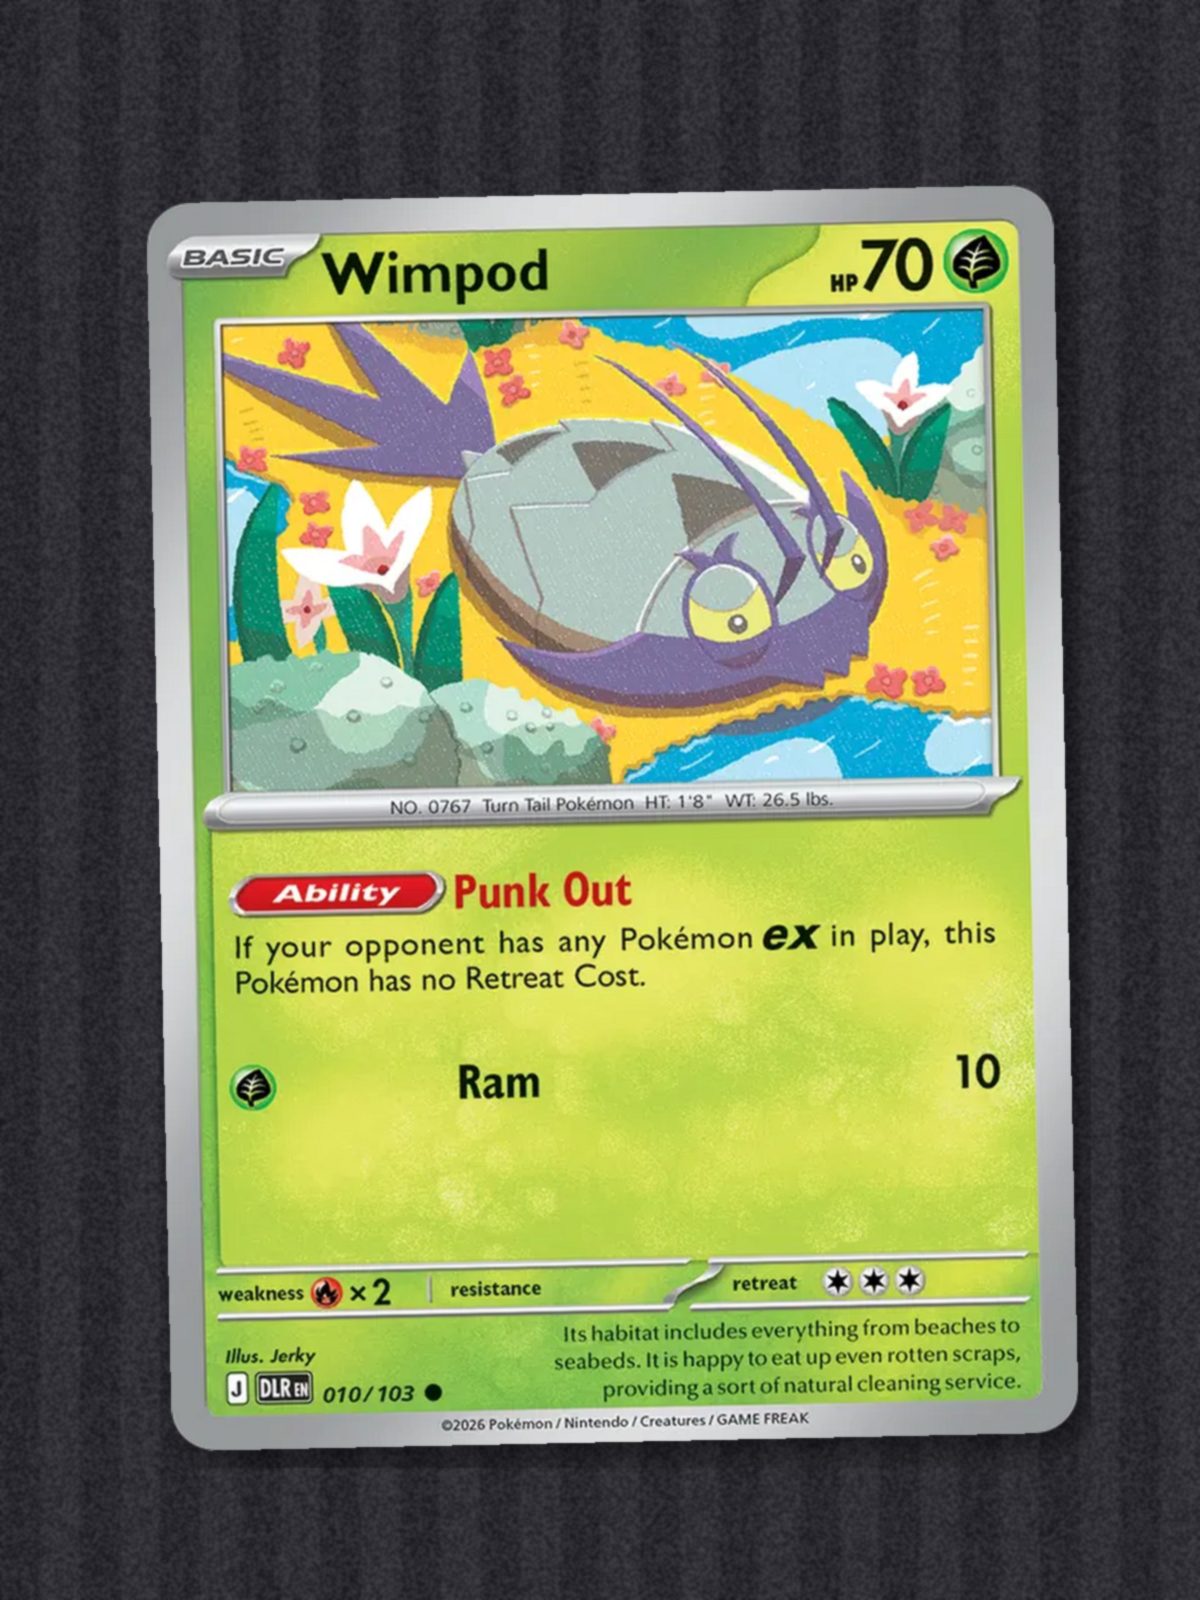 BASIC
Wimpod
HP 70
NO. 0767 Turn Tail Pokémon HT: 1'8" WT: 26.5 lbs.
Ability Punk Out
If your opponent has any Pokémon ex in play, this
Pokémon has no Retreat Cost.
Ram 10
weakness ×2 resistance retreat
Its habitat includes everything from beaches to
seabeds. It is happy to eat up even rotten scraps,
providing a sort of natural cleaning service.
Illus. Jerky
J DLR EN 010/103
©2026 Pokémon / Nintendo / Creatures / GAME FREAK